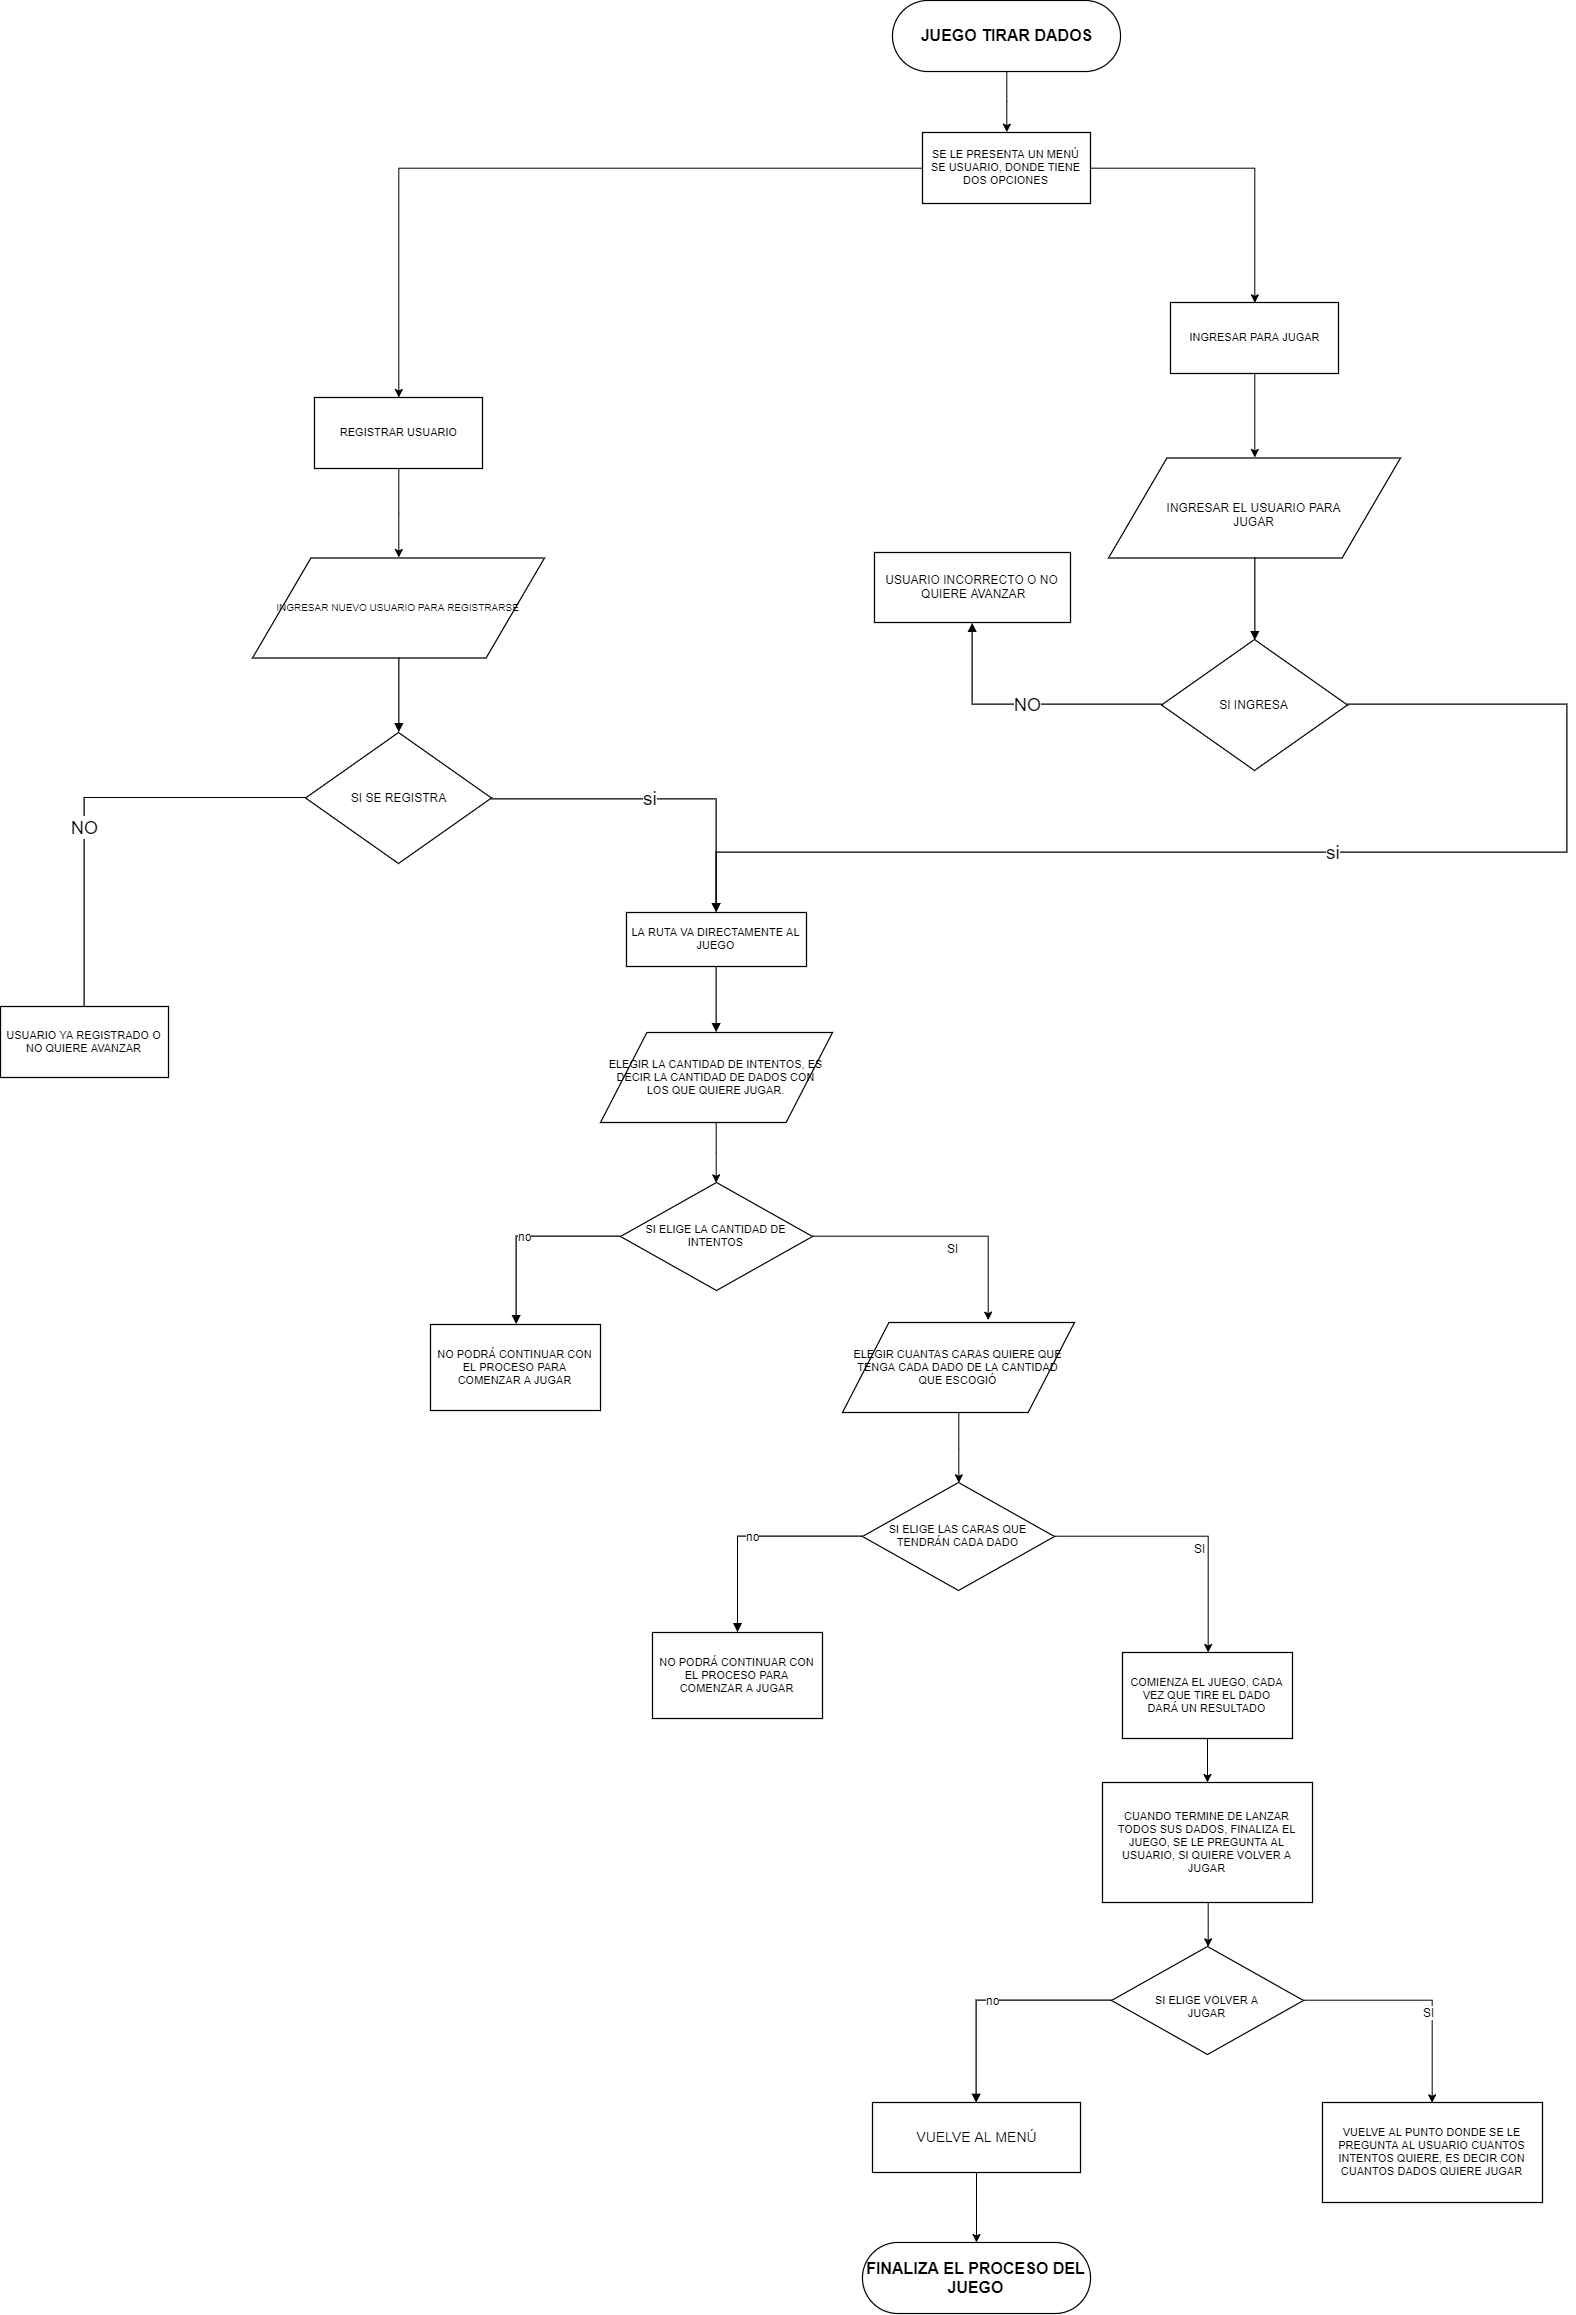 JUEGO TIRAR DADOS
SE LE PRESENTA UN MENÚ
SE USUARIO, DONDE TIENE
DOS OPCIONES
INGRESAR PARA JUGAR
REGISTRAR USUARIO
INGRESAR EL USUARIO PARA
JUGAR
USUARIO INCORRECTO O NO
QUIERE AVANZAR
INGRESAR NUEVO USUARIO PARA REGISTRARSE
NO
SI INGRESA
SI SE REGISTRA
si
NO
si
LA RUTA VA DIRECTAMENTE AL
JUEGO
USUARIO YA REGISTRADO O
NO QUIERE AVANZAR
ELEGIR LA CANTIDAD DE INTENTOS, ES
DECIR LA CANTIDAD DE DADOS CON
LOS QUE QUIERE JUGAR.
SI ELIGE LA CANTIDAD DE
INTENTOS
no
SI
NO PODRÁ CONTINUAR CON
EL PROCESO PARA
COMENZAR A JUGAR
ELEGIR CUANTAS CARAS QUIERE QUE
TENGA CADA DADO DE LA CANTIDAD
QUE ESCOGIÓ
SI ELIGE LAS CARAS QUE
TENDRÁN CADA DADO
no
SI
NO PODRÁ CONTINUAR CON
EL PROCESO PARA
COMENZAR A JUGAR
COMIENZA EL JUEGO, CADA
VEZ QUE TIRE EL DADO
DARÁ UN RESULTADO
CUANDO TERMINE DE LANZAR
TODOS SUS DADOS, FINALIZA EL
JUEGO, SE LE PREGUNTA AL
USUARIO, SI QUIERE VOLVER A
JUGAR
no
SI ELIGE VOLVER A
JUGAR
SI
VUELVE AL MENÚ
VUELVE AL PUNTO DONDE SE LE
PREGUNTA AL USUARIO CUANTOS
INTENTOS QUIERE, ES DECIR CON
CUANTOS DADOS QUIERE JUGAR
FINALIZA EL PROCESO DEL
JUEGO